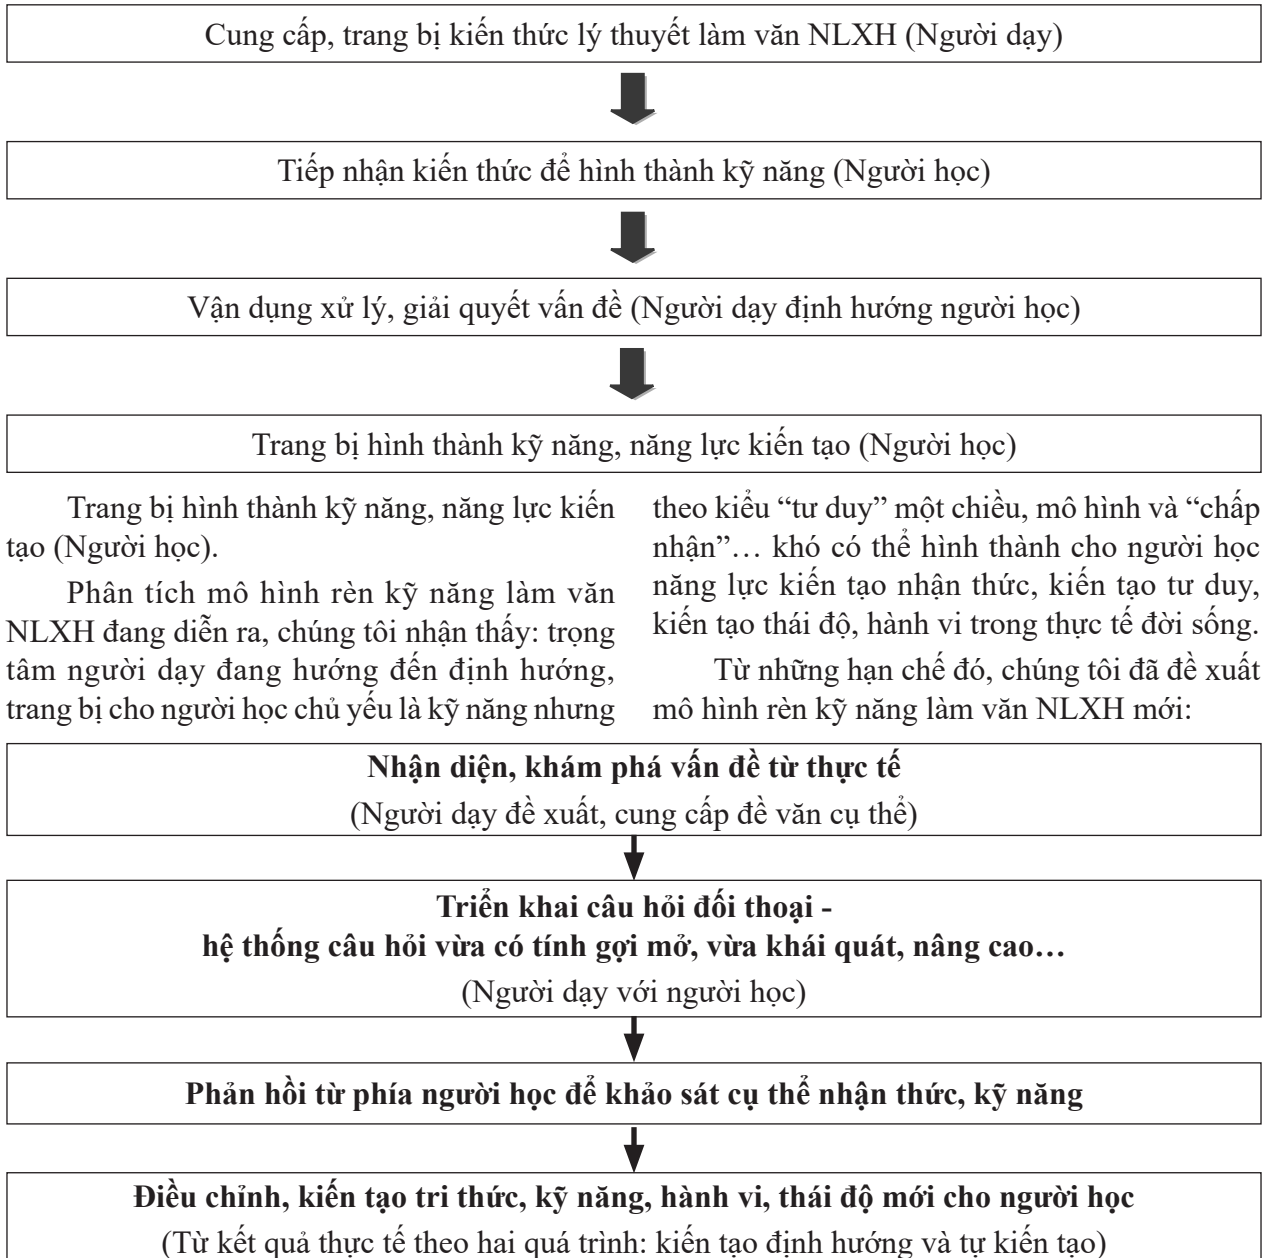 Cung cấp, trang bị kiến thức lý thuyết làm văn NLXH (Người dạy)
Tiếp nhận kiến thức để hình thành kỹ năng (Người học)
Vận dụng xử lý, giải quyết vấn đề (Người dạy định hướng người học)
Trang bị hình thành kỹ năng, năng lực kiến tạo (Người học)
Trang bị hình thành kỹ năng, năng lực kiến
tạo (Người học).
Phân tích mô hình rèn kỹ năng làm văn
NLXH đang diễn ra, chúng tôi nhận thấy: trọng
tâm người dạy đang hướng đến định hướng,
trang bị cho người học chủ yếu là kỹ năng nhưng
theo kiểu “tư duy” một chiều, mô hình và “chấp
nhận”… khó có thể hình thành cho người học
năng lực kiến tạo nhận thức, kiến tạo tư duy,
kiến tạo thái độ, hành vi trong thực tế đời sống.
Từ những hạn chế đó, chúng tôi đã đề xuất
mô hình rèn kỹ năng làm văn NLXH mới:
Nhận diện, khám phá vấn đề từ thực tế
(Người dạy đề xuất, cung cấp đề văn cụ thể)
Triển khai câu hỏi đối thoại -
hệ thống câu hỏi vừa có tính gợi mở, vừa khái quát, nâng cao…
(Người dạy với người học)
Phản hồi từ phía người học để khảo sát cụ thể nhận thức, kỹ năng
Điều chỉnh, kiến tạo tri thức, kỹ năng, hành vi, thái độ mới cho người học
(Từ kết quả thực tế theo hai quá trình: kiến tạo định hướng và tự kiến tạo)